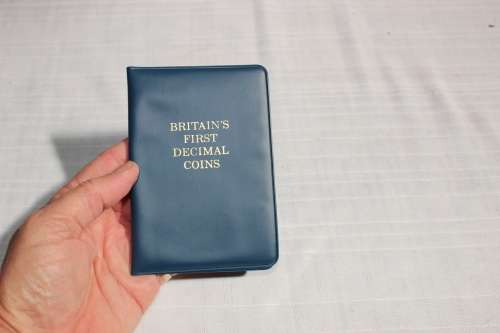 BRITAIN'S
FIRST
DECIMAL
COINS